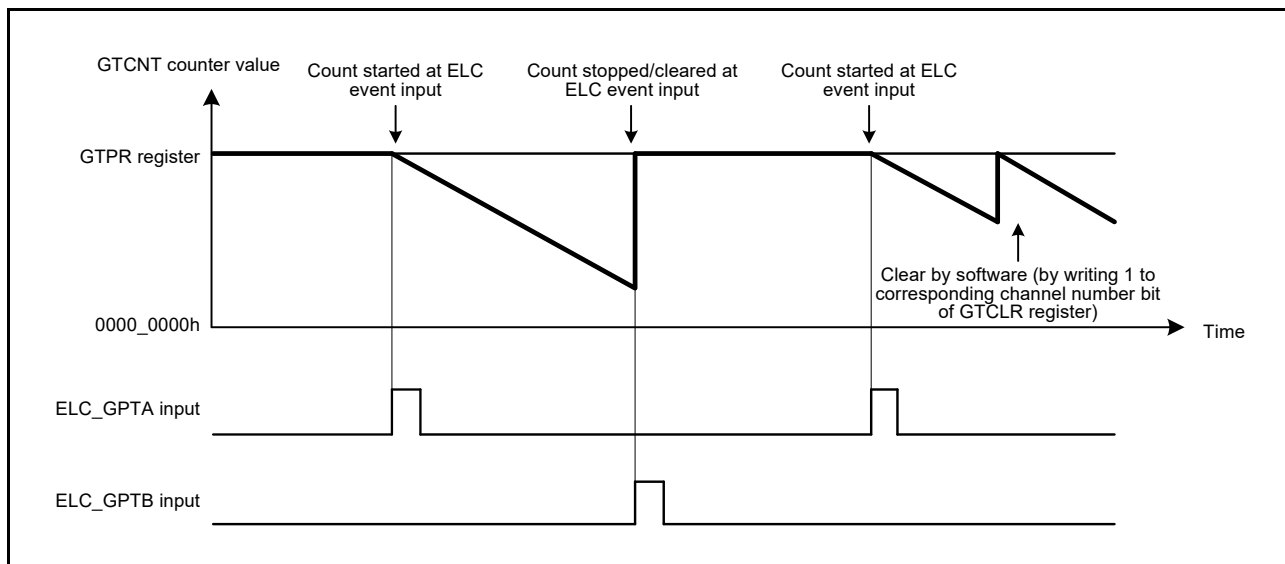 GTCNT counter value
Count started at ELC
event input
Count stopped/cleared at
ELC event input
Count started at ELC
event input
GTPR register
Clear by software (by writing 1 to
corresponding channel number bit
of GTCLR register)
0000_0000h
Time
ELC_GPTA input
ELC_GPTB input